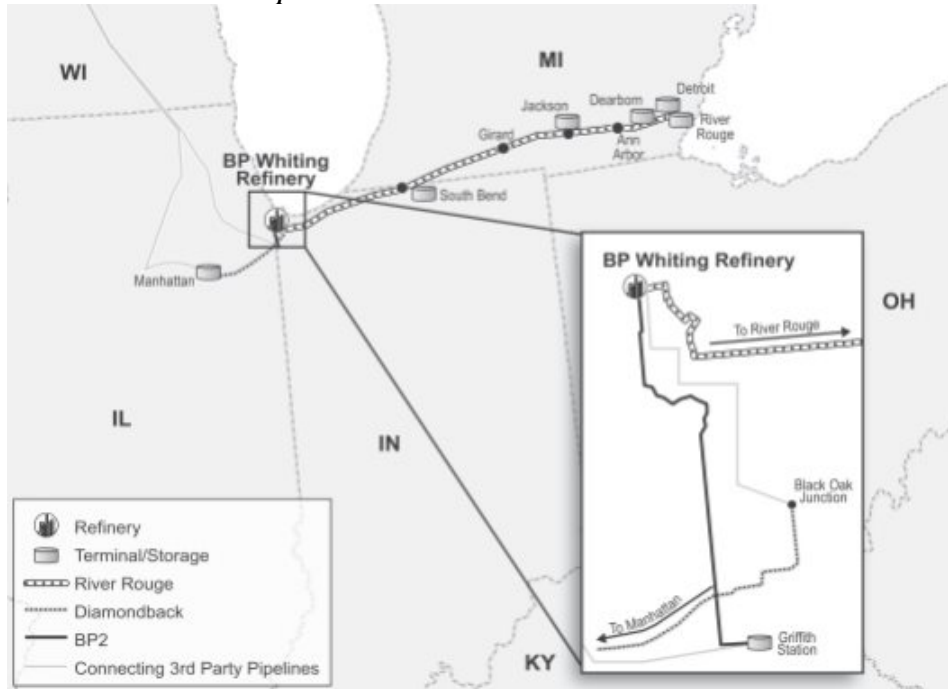 WI
MI
Detroit
Dearborn
Jackson
River
Rouge
Girard
Ann
Arbor
BP Whiting
Refinery
South Bend
Manhattan
BP Whiting Refinery
OH
To River Rouge
IL
IN
Black Oak
Junction
Refinery
Terminal/Storage
River Rouge
Diamondback
BP2
Connecting 3rd Party Pipelines
To Manhattan
Griffith
Station
KY